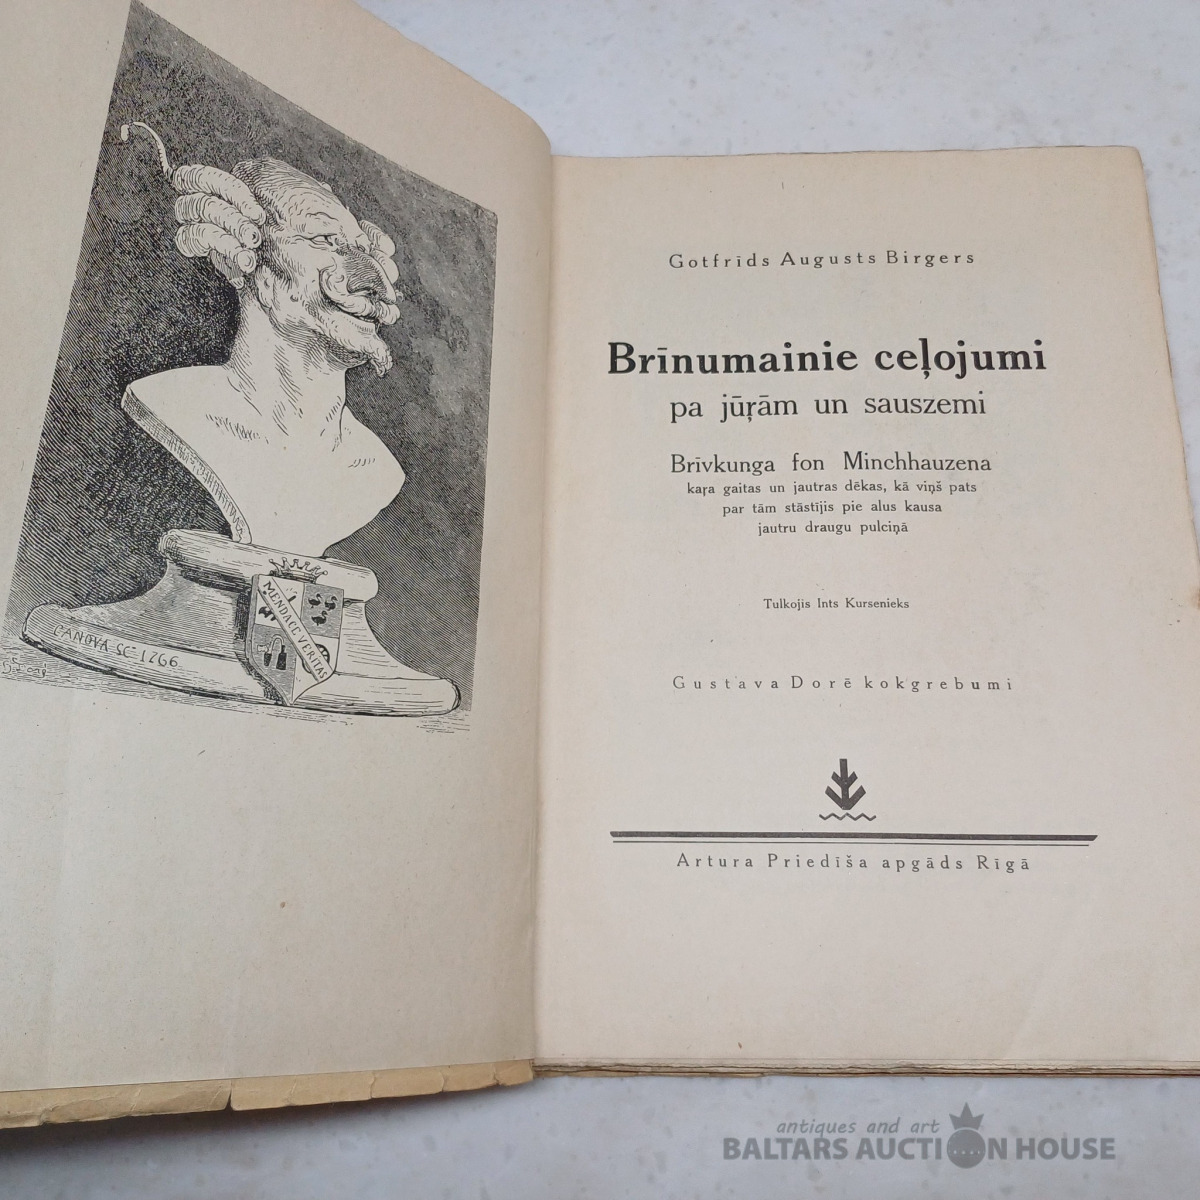 CANOVA SC- 1766
MENDACE VERITAS
Gotfrīds Augusts Birgers
Brīnumainie ceļojumi
pa jūŗām un sauszemi
Brīvkunga fon Minchhauzena
kaŗa gaitas un jautras dēkas, kā viņš pats
par tām stāstījis pie alus kausa
jautru draugu pulciņā
Tulkojis Ints Kursenieks
Gustava Dorē kokgrebumi
Artura Priedīša apgāds Rīgā
antiques and art
BALTARS AUCTION HOUSE